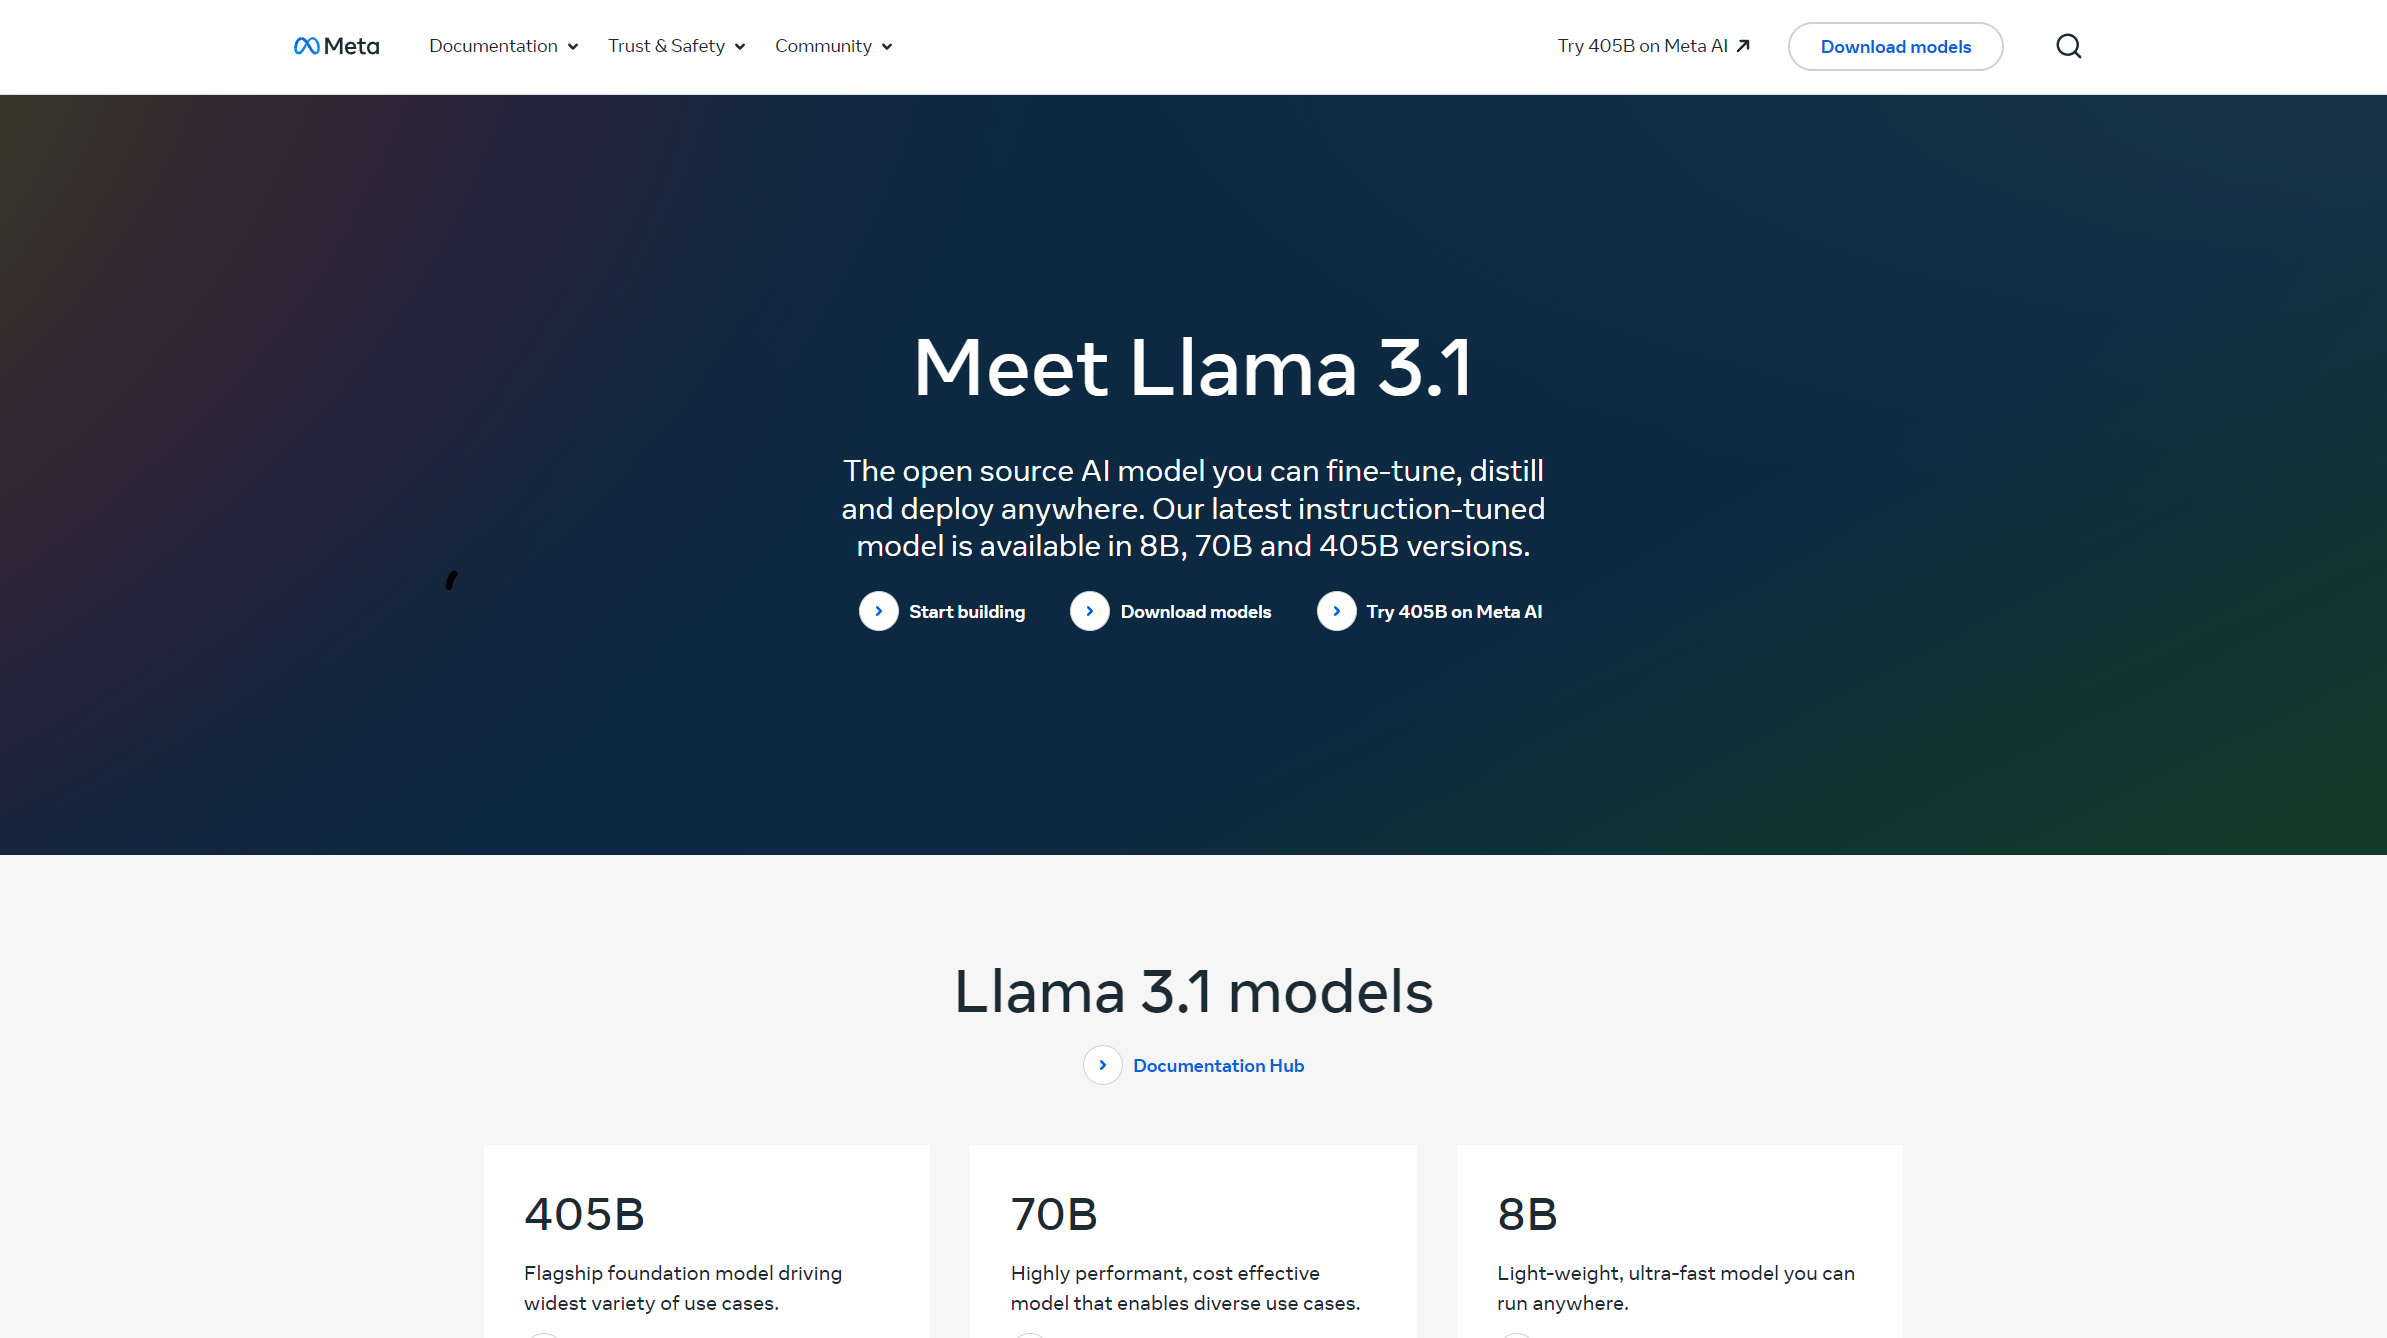 Meta
Documentation
Trust & Safety
Community
Try 405B on Meta AI
Download models
Meet Llama 3.1
The open source AI model you can fine-tune, distill
and deploy anywhere. Our latest instruction-tuned
model is available in 8B, 70B and 405B versions.
Start building
Download models
Try 405B on Meta AI
Llama 3.1 models
Documentation Hub
405B
Flagship foundation model driving
widest variety of use cases.
70B
Highly performant, cost effective
model that enables diverse use cases.
8B
Light-weight, ultra-fast model you can
run anywhere.